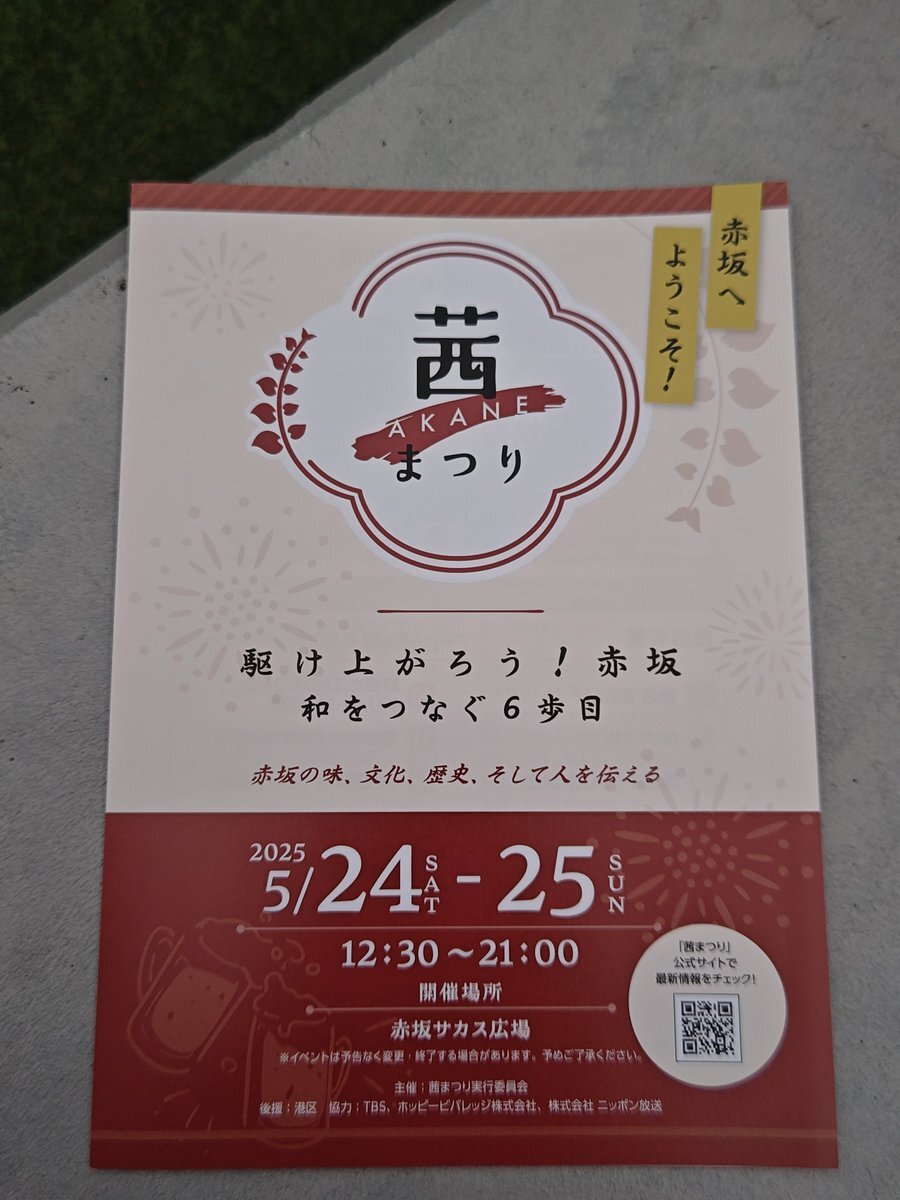 赤坂へ
ようこそ！
茜
AKANE
まつり
駆け上がろう！赤坂
和をつなぐ6歩目
赤坂の味、文化、歴史、そして人を伝える
2025
5/24 SAT - 25 SUN
12:30～21:00
開催場所
赤坂サカス広場
※イベントは予告なく変更・終了する場合があります。予めご了承ください。
主催；茜まつり実行委員会
後援；港区　協力；TBS、ホッピービバレッジ株式会社、株式会社 ニッポン放送
「茜まつり」
公式サイトで
最新情報をチェック！